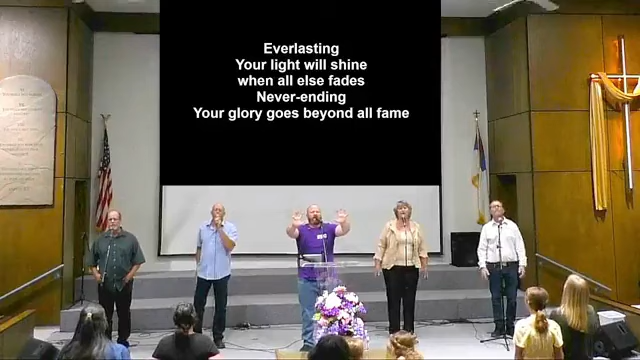 Everlasting
Your light will shine
when all else fades
Never-ending
Your glory goes beyond all fame